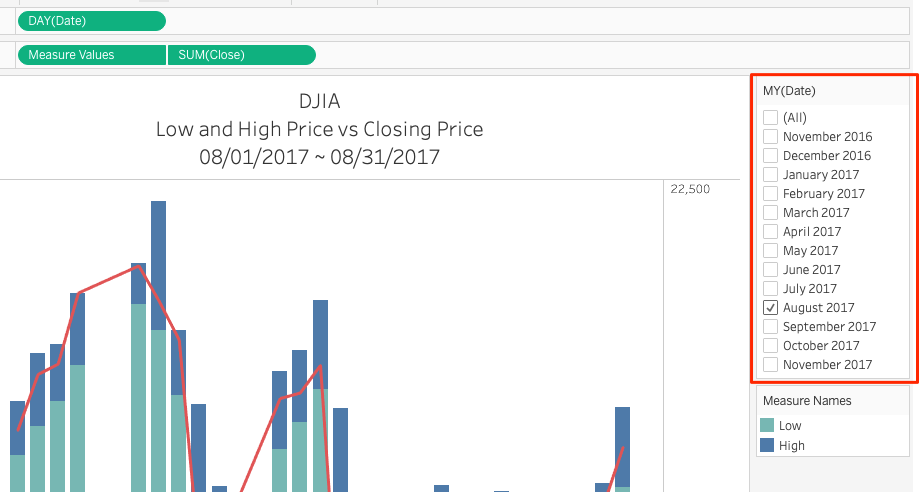 DAY(Date)
Measure Values SUM(Close)
DJIA
Low and High Price vs Closing Price
08/01/2017 ~ 08/31/2017
22,500
MY(Date)
(All)
November 2016
December 2016
January 2017
February 2017
March 2017
April 2017
May 2017
June 2017
July 2017
August 2017
September 2017
October 2017
November 2017
Measure Names
Low
High